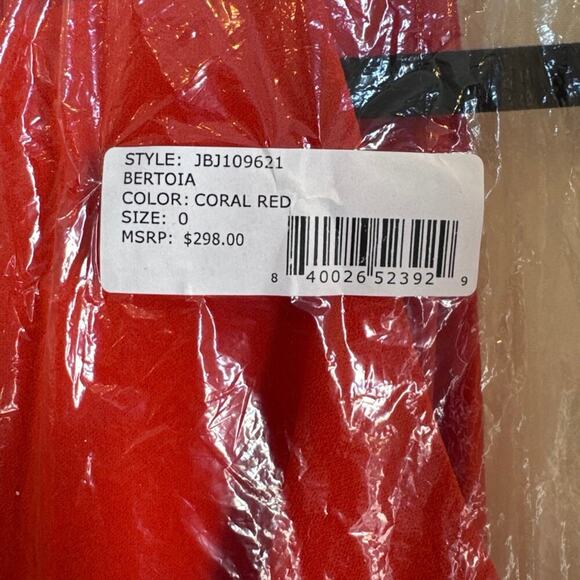 STYLE: JBJ109621
BERTOIA
COLOR: CORAL RED
SIZE: 0
MSRP: $298.00
8 40026 52392 9